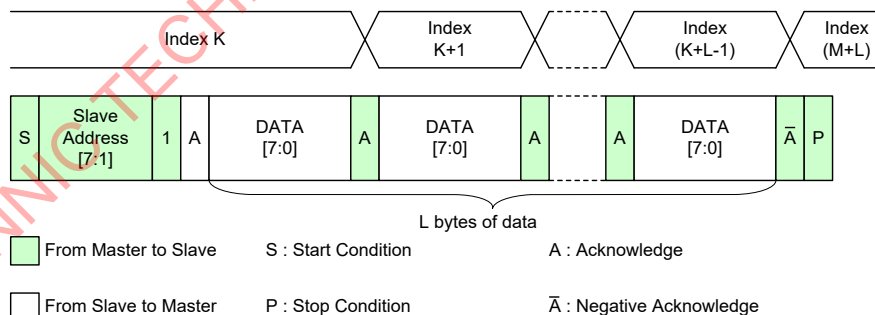 Index K
Index
K+1
Index
(K+L-1)
Index
(M+L)
S
Slave
Address
[7:1]
1
A
DATA
[7:0]
A
DATA
[7:0]
A
A
DATA
[7:0]
A̅
P
L bytes of data
From Master to Slave
S : Start Condition
A : Acknowledge
From Slave to Master
P : Stop Condition
A̅ : Negative Acknowledge
NNIC TECH